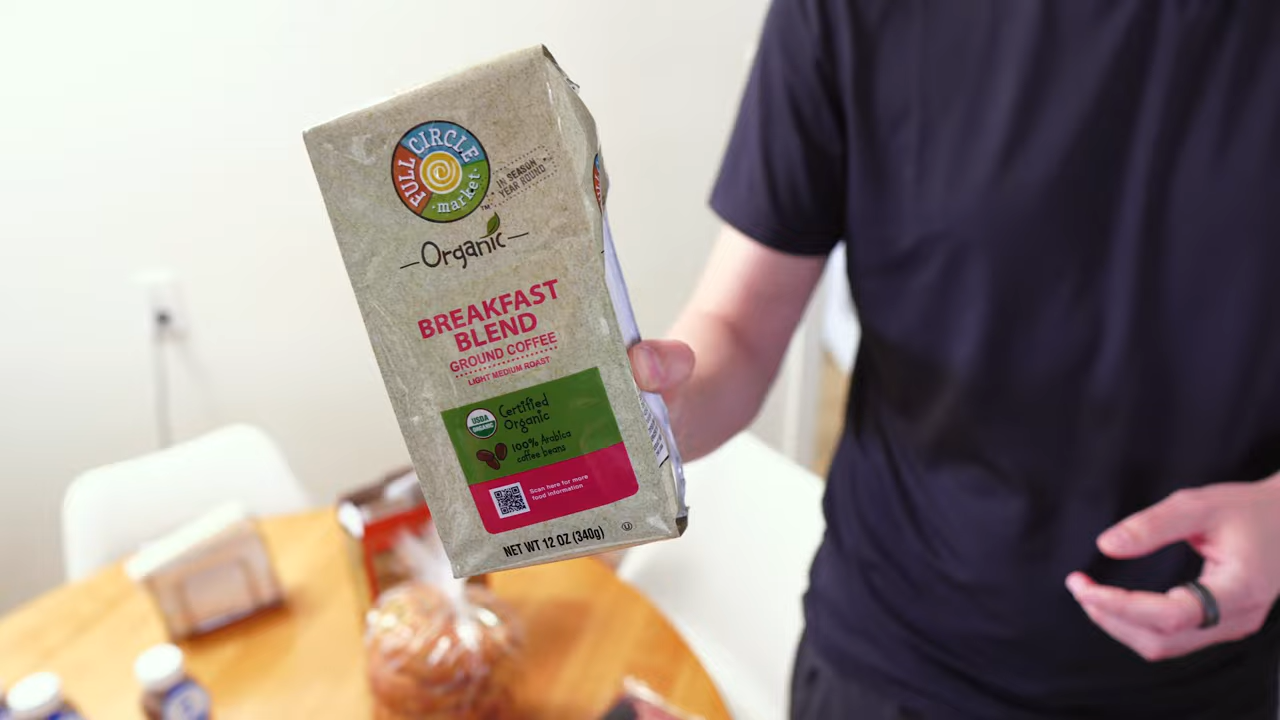 FULL CIRCLE
·market·
TM
IN SEASON
YEAR ROUND
Organic
BREAKFAST
BLEND
GROUND COFFEE
LIGHT MEDIUM ROAST
USDA
ORGANIC
Certified
Organic
100% Arabica
coffee beans
Scan here for more
food information
NET WT 12 OZ (340g)
U